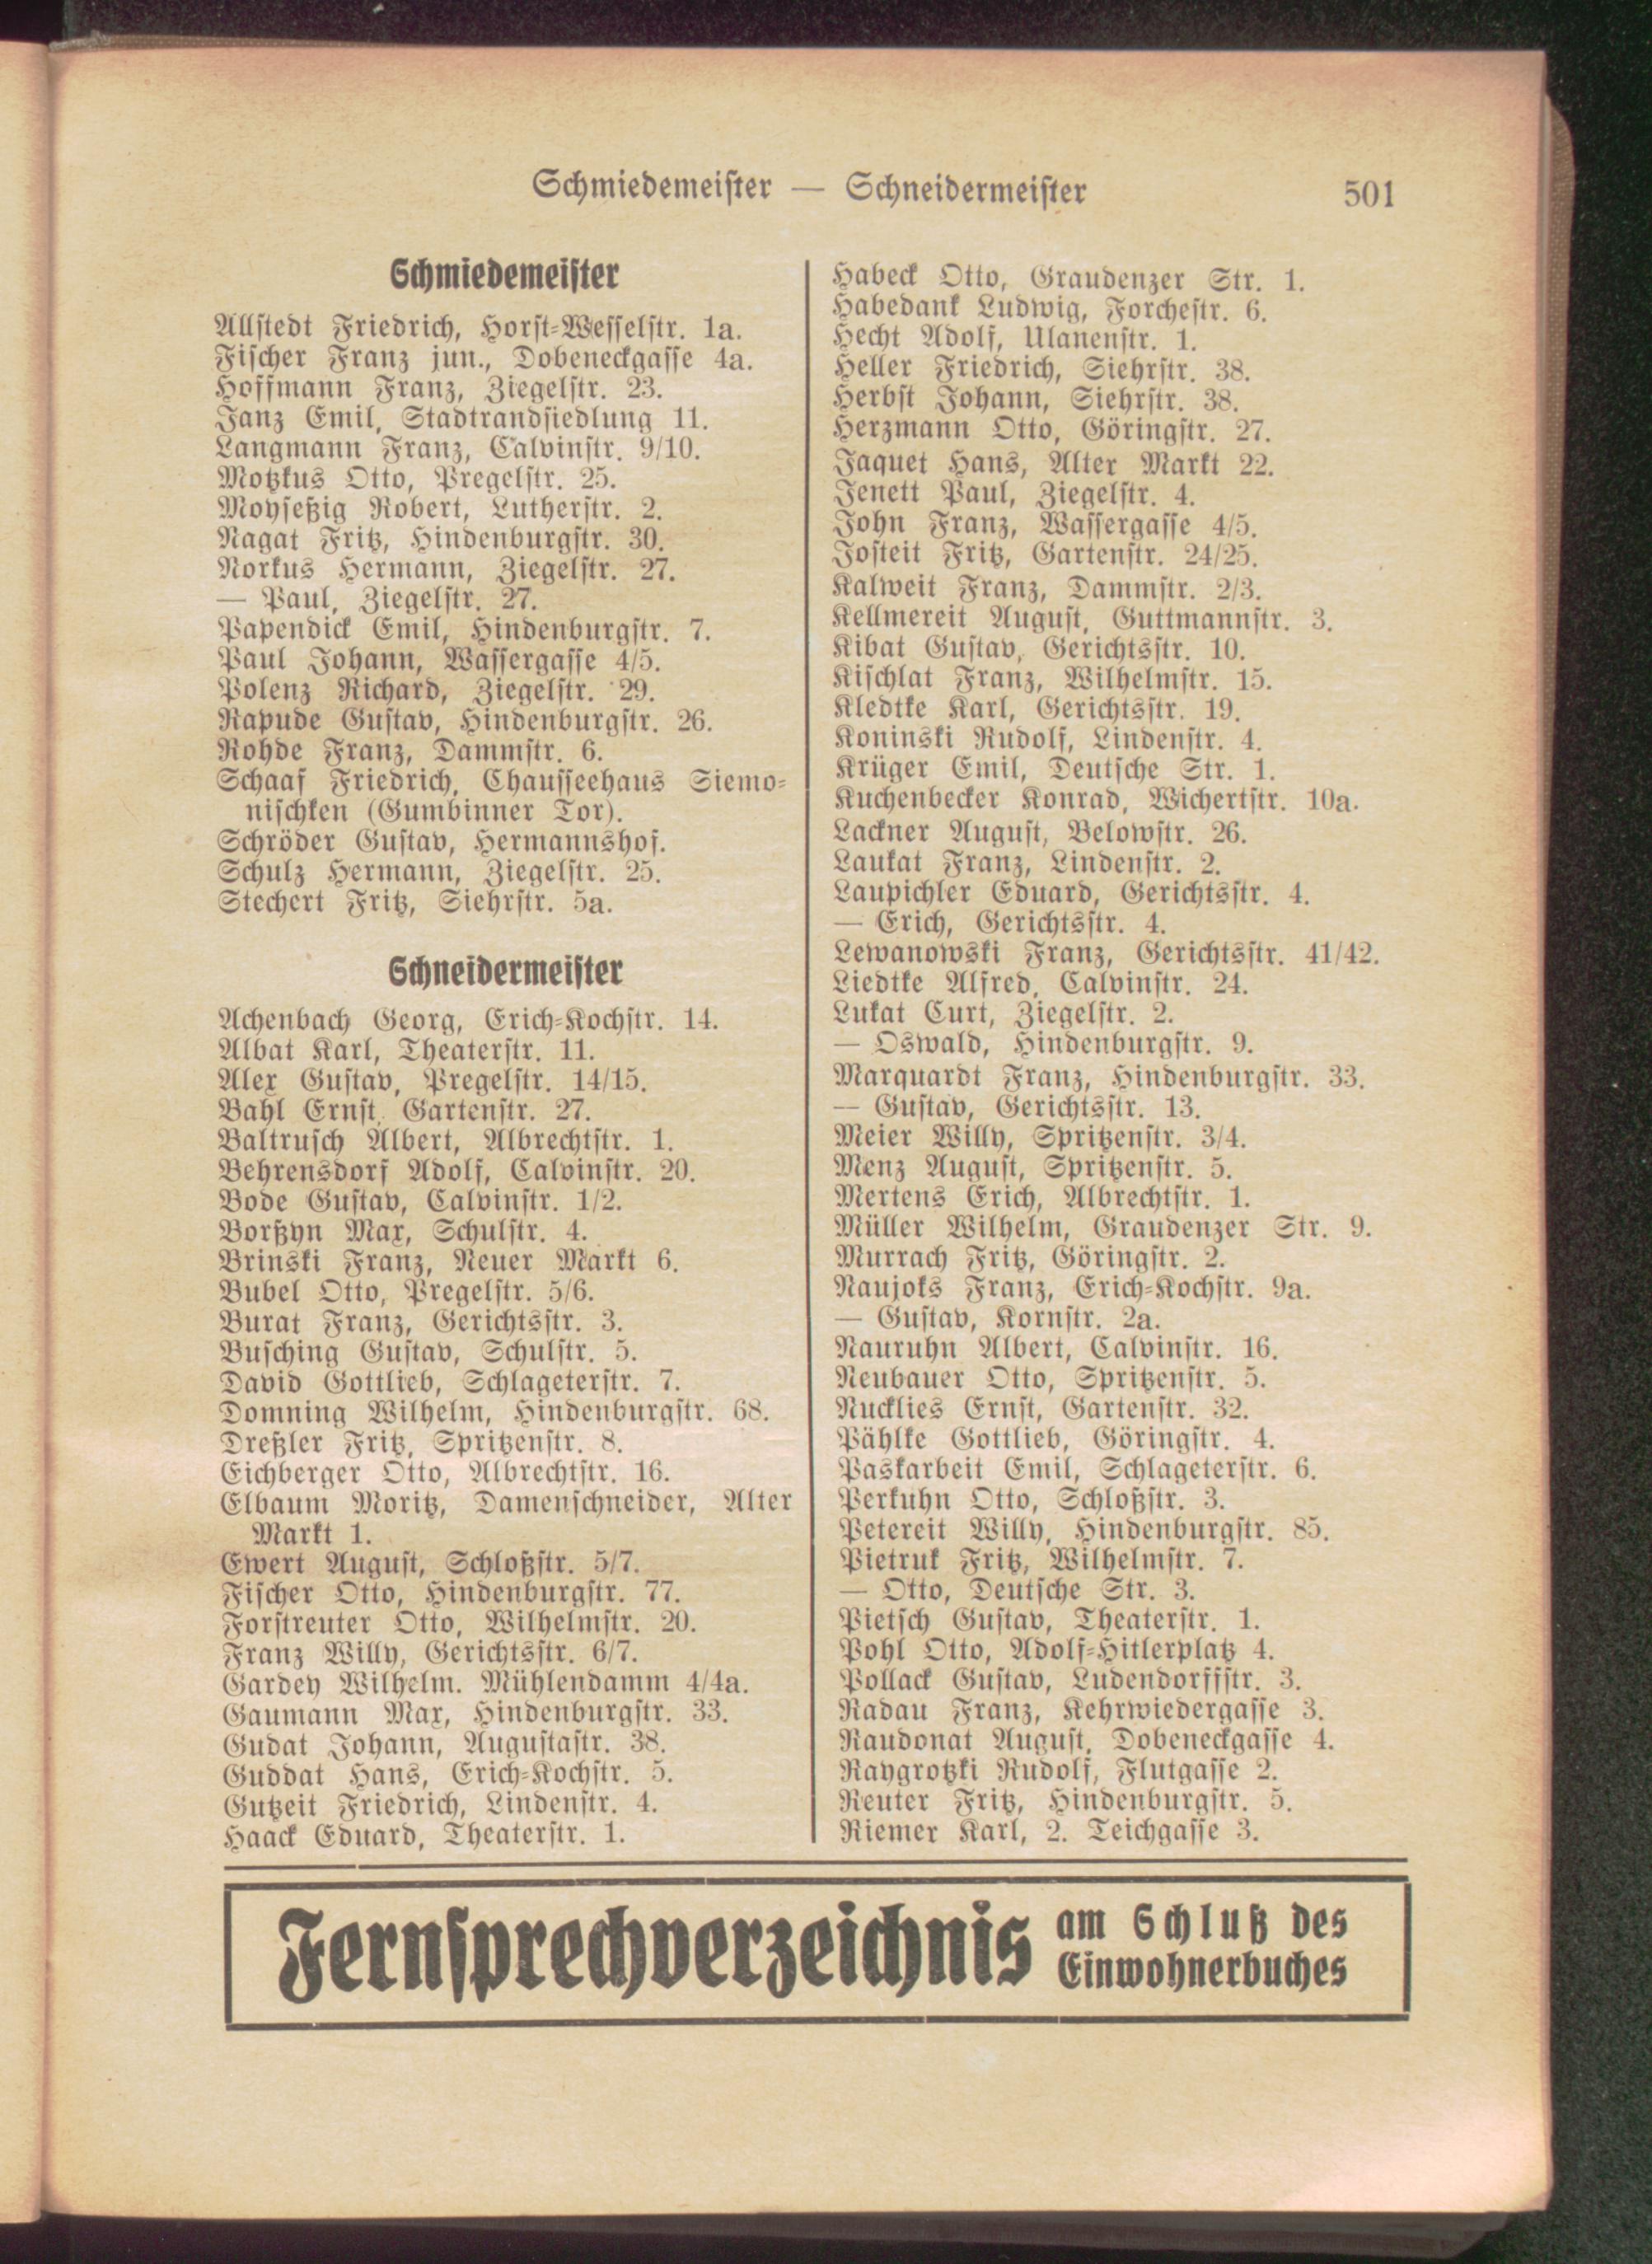 Schmiedemeister — Schneidermeister 501
Schmiedemeister
Allstedt Friedrich, Horst-Wesselstr. 1a.
Fischer Franz jun., Dobeneckgasse 4a.
Hoffmann Franz, Ziegelstr. 23.
Janz Emil, Stadtrandsiedlung 11.
Langmann Franz, Calvinstr. 9/10.
Motzkus Otto, Pregelstr. 25.
Moyseßig Robert, Lutherstr. 2.
Nagat Fritz, Hindenburgstr. 30.
Norkus Hermann, Ziegelstr. 27.
— Paul, Ziegelstr. 27.
Papendick Emil, Hindenburgstr. 7.
Paul Johann, Wassergasse 4/5.
Polenz Richard, Ziegelstr. 29.
Rapude Gustav, Hindenburgstr. 26.
Rohde Franz, Dammstr. 6.
Schaaf Friedrich, Chausseehaus Siemo-
nischken (Gumbinner Tor).
Schröder Gustav, Hermannshof.
Schulz Hermann, Ziegelstr. 25.
Stechert Fritz, Siehrstr. 5a.
Schneidermeister
Achenbach Georg, Erich-Kochstr. 14.
Albat Karl, Theaterstr. 11.
Alex Gustav, Pregelstr. 14/15.
Bahl Ernst, Gartenstr. 27.
Baltrusch Albert, Albrechtstr. 1.
Behrensdorf Adolf, Calvinstr. 20.
Bode Gustav, Calvinstr. 1/2.
Borßyn Max, Schulstr. 4.
Brinski Franz, Neuer Markt 6.
Bubel Otto, Pregelstr. 5/6.
Burat Franz, Gerichtsstr. 3.
Busching Gustav, Schulstr. 5.
David Gottlieb, Schlageterstr. 7.
Domning Wilhelm, Hindenburgstr. 68.
Dreßler Fritz, Spritzenstr. 8.
Eichberger Otto, Albrechtstr. 16.
Elbaum Moritz, Damenschneider, Alter
Markt 1.
Ewert August, Schloßstr. 5/7.
Fischer Otto, Hindenburgstr. 77.
Forstreuter Otto, Wilhelmstr. 20.
Franz Willy, Gerichtsstr. 6/7.
Gardey Wilhelm. Mühlendamm 4/4a.
Gaumann Max, Hindenburgstr. 33.
Gudat Johann, Augustastr. 38.
Guddat Hans, Erich-Kochstr. 5.
Gutzeit Friedrich, Lindenstr. 4.
Haack Eduard, Theaterstr. 1.
Habeck Otto, Graudenzer Str. 1.
Habedank Ludwig, Forchestr. 6.
Hecht Adolf, Ulanenstr. 1.
Heller Friedrich, Siehrstr. 38.
Herbst Johann, Siehrstr. 38.
Herzmann Otto, Göringstr. 27.
Jaquet Hans, Alter Markt 22.
Jenett Paul, Ziegelstr. 4.
John Franz, Wassergasse 4/5.
Josteit Fritz, Gartenstr. 24/25.
Kalweit Franz, Dammstr. 2/3.
Kellmereit August, Guttmannstr. 3.
Kibat Gustav, Gerichtsstr. 10.
Kischlat Franz, Wilhelmstr. 15.
Kledtke Karl, Gerichtsstr. 19.
Koninski Rudolf, Lindenstr. 4.
Krüger Emil, Deutsche Str. 1.
Kuchenbecker Konrad, Wichertstr. 10a.
Lackner August, Belowstr. 26.
Laukat Franz, Lindenstr. 2.
Laupichler Eduard, Gerichtsstr. 4.
— Erich, Gerichtsstr. 4.
Lewanowski Franz, Gerichtsstr. 41/42.
Liedtke Alfred, Calvinstr. 24.
Lukat Curt, Ziegelstr. 2.
— Oswald, Hindenburgstr. 9.
Marquardt Franz, Hindenburgstr. 33.
— Gustav, Gerichtsstr. 13.
Meier Willy, Spritzenstr. 3/4.
Menz August, Spritzenstr. 5.
Mertens Erich, Albrechtstr. 1.
Müller Wilhelm, Graudenzer Str. 9.
Murrach Fritz, Göringstr. 2.
Naujoks Franz, Erich-Kochstr. 9a.
— Gustav, Kornstr. 2a.
Nauruhn Albert, Calvinstr. 16.
Neubauer Otto, Spritzenstr. 5.
Nucklies Ernst, Gartenstr. 32.
Pählke Gottlieb, Göringstr. 4.
Paskarbeit Emil, Schlageterstr. 6.
Perkuhn Otto, Schloßstr. 3.
Petereit Willy, Hindenburgstr. 85.
Pietruk Fritz, Wilhelmstr. 7.
— Otto, Deutsche Str. 3.
Pietsch Gustav, Theaterstr. 1.
Pohl Otto, Adolf-Hitlerplatz 4.
Pollack Gustav, Ludendorffstr. 3.
Radau Franz, Kehrwiedergasse 3.
Raudonat August, Dobeneckgasse 4.
Raygrotzki Rudolf, Flutgasse 2.
Reuter Fritz, Hindenburgstr. 5.
Riemer Karl, 2. Teichgasse 3.
Fernsprechverzeichnis am Schluß des
Einwohnerbuches